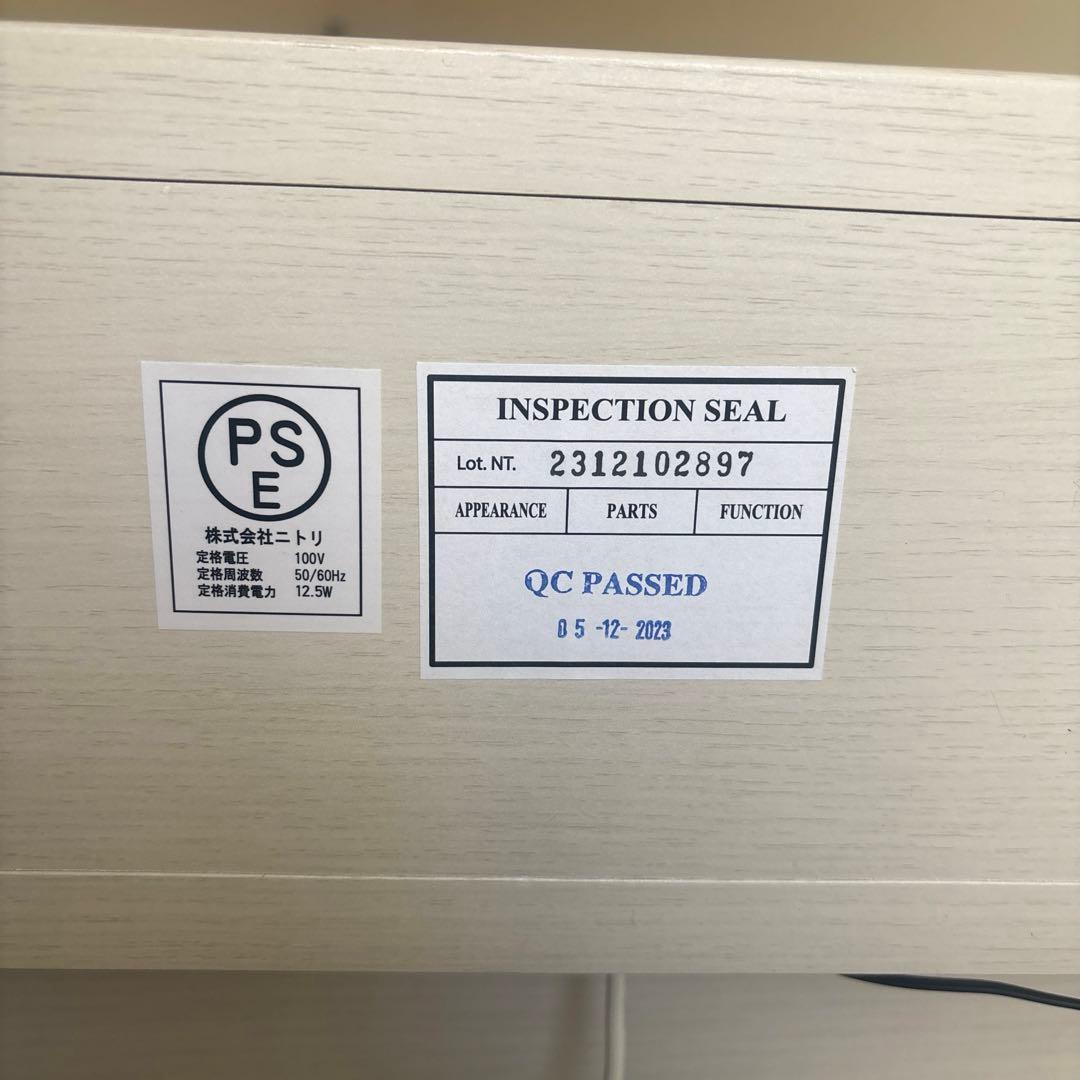 PS
E
株式会社ニトリ
定格電圧 100V
定格周波数 50/60Hz
定格消費電力 12.5W
INSPECTION SEAL
Lot. NT. 2312102897
APPEARANCE PARTS FUNCTION
QC PASSED
05 -12- 2023